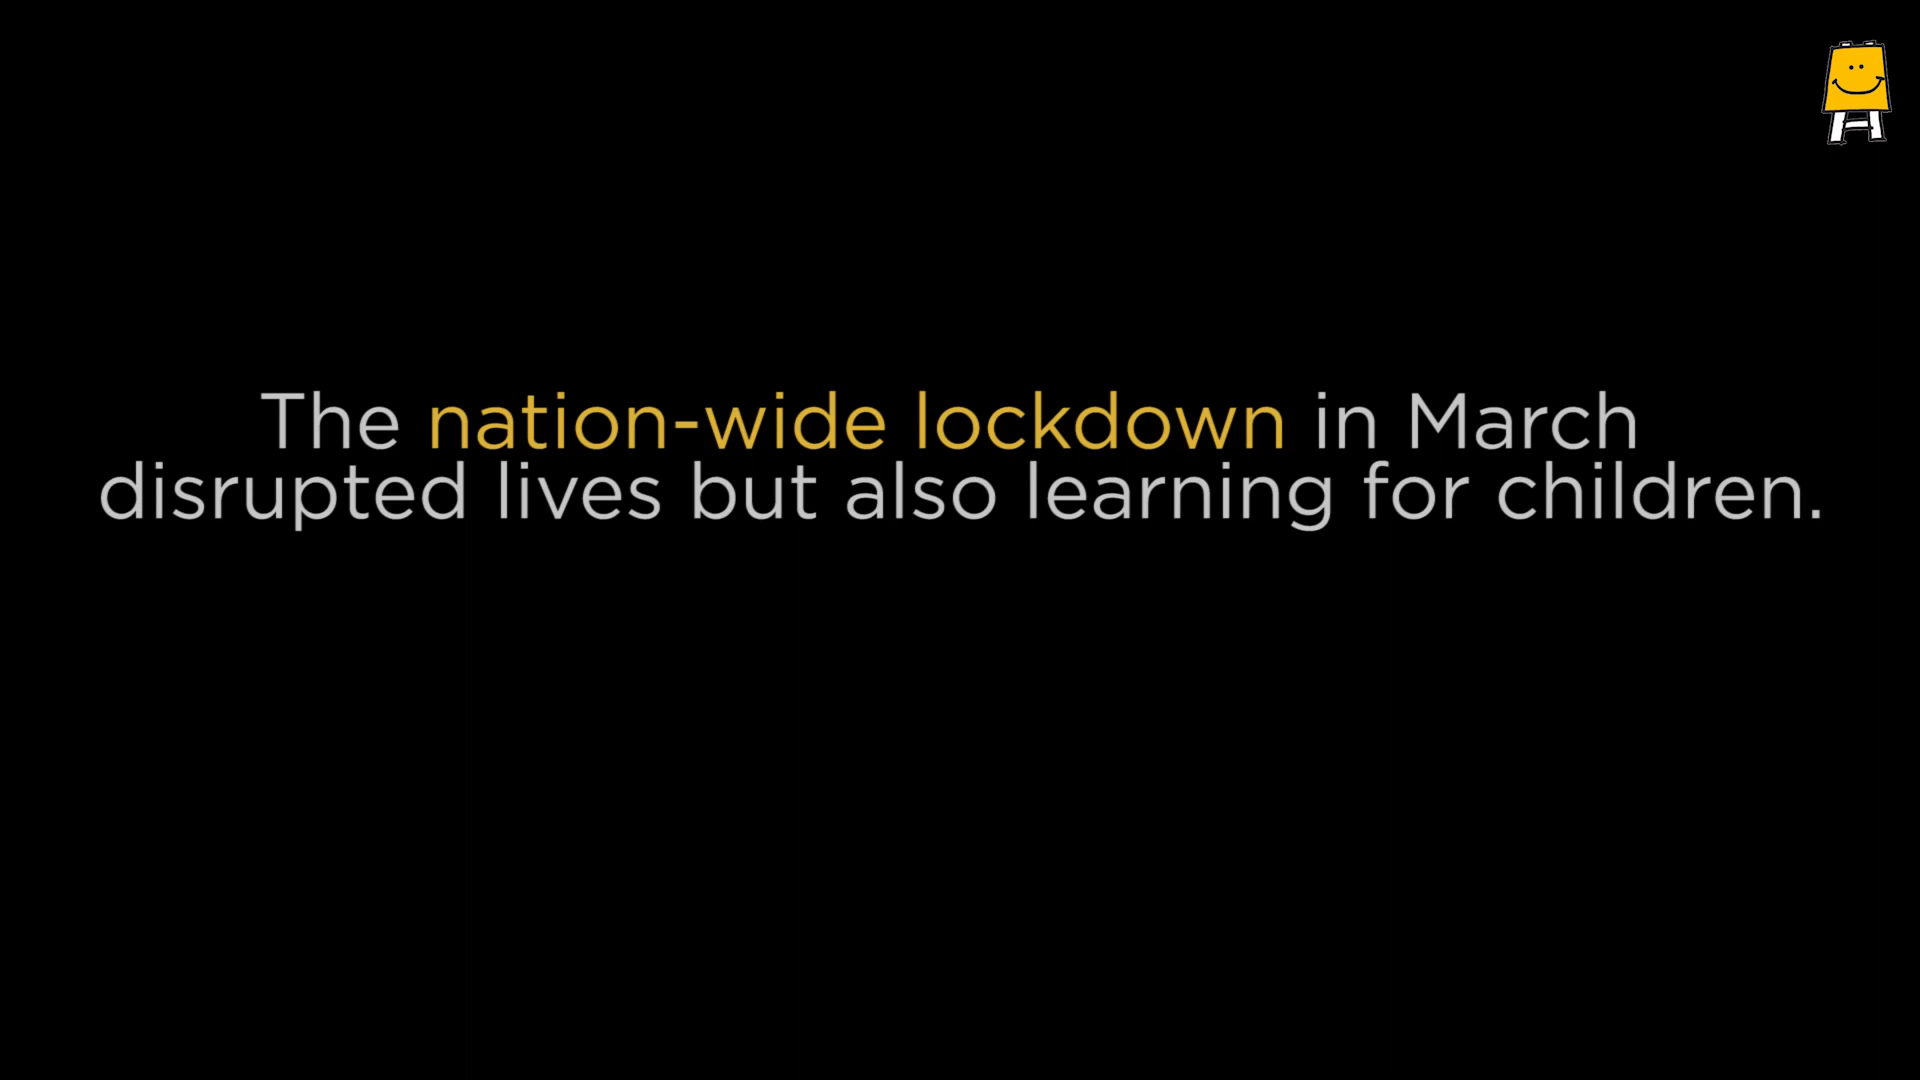 The nation-wide lockdown in March
disrupted lives but also learning for children.